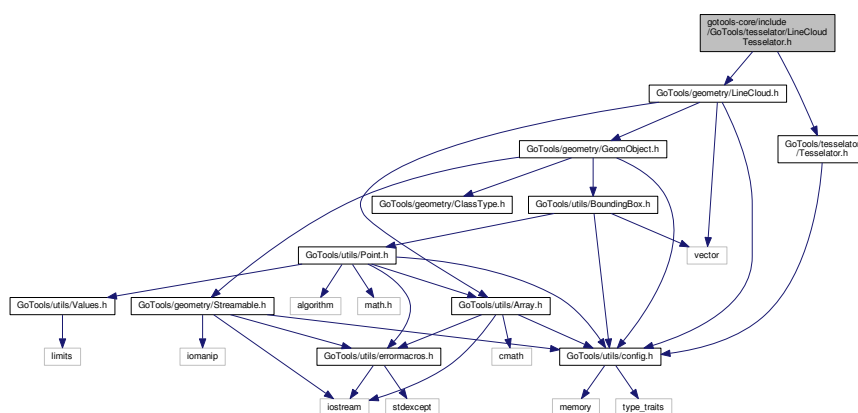 gotools-core/include
/GoTools/tesselator/LineCloud
Tesselator.h
GoTools/geometry/LineCloud.h
GoTools/tesselator
/Tesselator.h
GoTools/geometry/GeomObject.h
GoTools/geometry/ClassType.h
GoTools/utils/BoundingBox.h
GoTools/utils/Point.h
vector
GoTools/utils/Values.h
GoTools/geometry/Streamable.h
algorithm
math.h
GoTools/utils/Array.h
limits
iomanip
GoTools/utils/errormacros.h
cmath
GoTools/utils/config.h
iostream
stdexcept
memory
type_traits